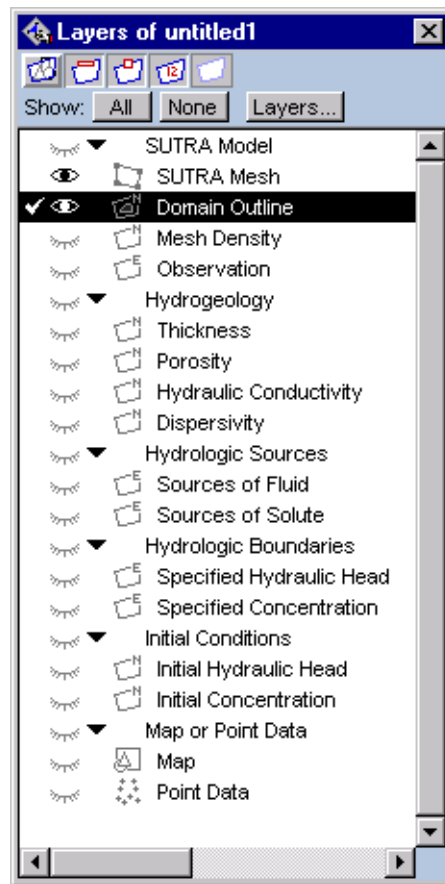 Layers of untitled1
Show: All None Layers...
SUTRA Model
SUTRA Mesh
Domain Outline
Mesh Density
Observation
Hydrogeology
Thickness
Porosity
Hydraulic Conductivity
Dispersivity
Hydrologic Sources
Sources of Fluid
Sources of Solute
Hydrologic Boundaries
Specified Hydraulic Head
Specified Concentration
Initial Conditions
Initial Hydraulic Head
Initial Concentration
Map or Point Data
Map
Point Data